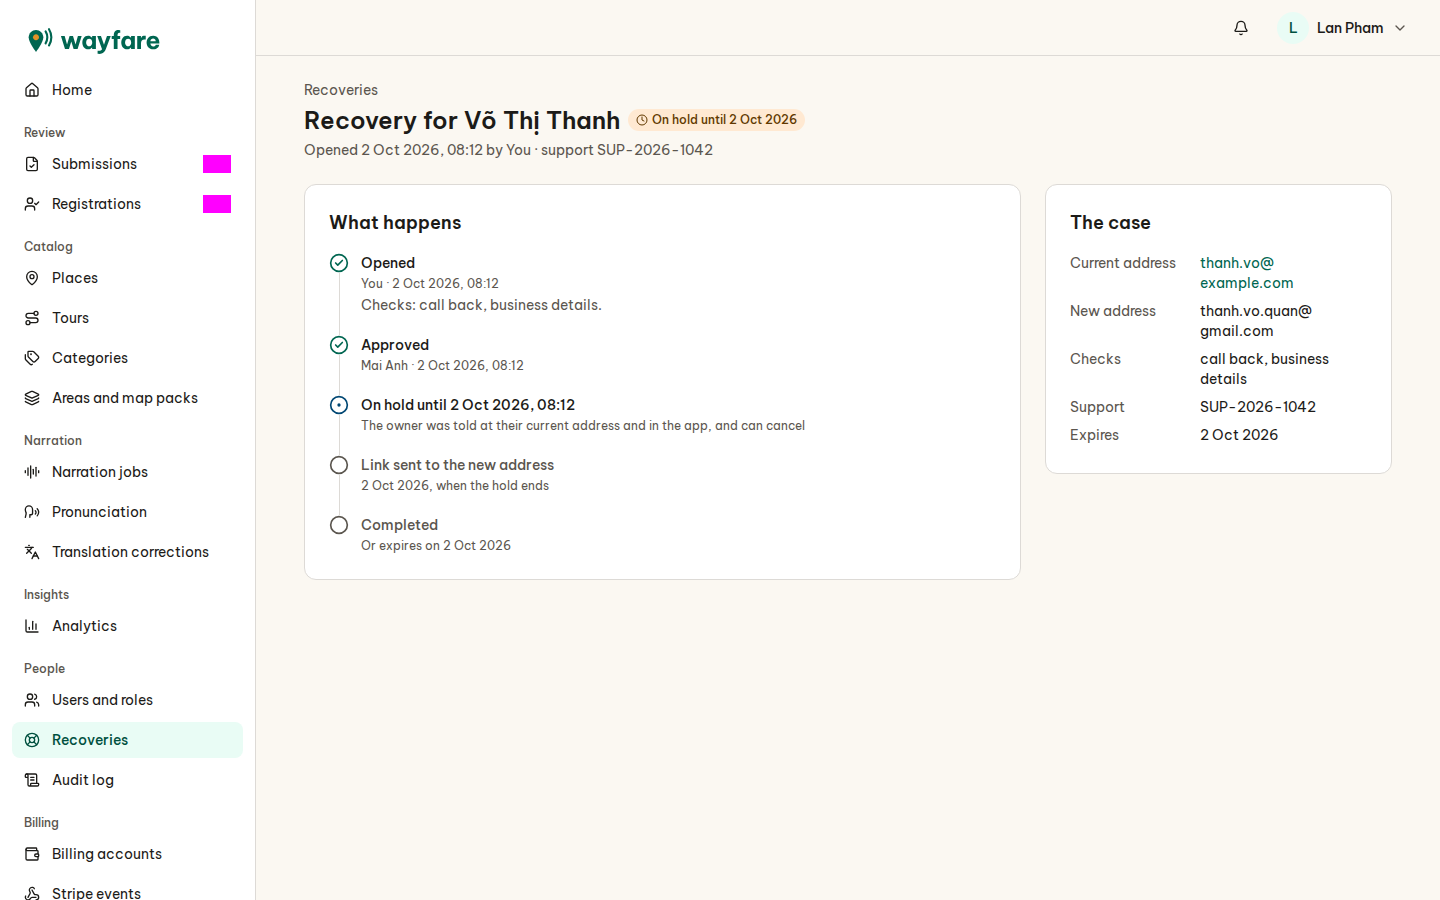 wayfare
L
Lan Pham
Home
Review
Submissions
Registrations
Catalog
Places
Tours
Categories
Areas and map packs
Narration
Narration jobs
Pronunciation
Translation corrections
Insights
Analytics
People
Users and roles
Recoveries
Audit log
Billing
Billing accounts
Stripe events
Recoveries
Recovery for Võ Thị Thanh
On hold until 2 Oct 2026
Opened 2 Oct 2026, 08:12 by You · support SUP-2026-1042
What happens
Opened
You · 2 Oct 2026, 08:12
Checks: call back, business details.
Approved
Mai Anh · 2 Oct 2026, 08:12
On hold until 2 Oct 2026, 08:12
The owner was told at their current address and in the app, and can cancel
Link sent to the new address
2 Oct 2026, when the hold ends
Completed
Or expires on 2 Oct 2026
The case
Current address
thanh.vo@
example.com
New address
thanh.vo.quan@
gmail.com
Checks
call back, business
details
Support
SUP-2026-1042
Expires
2 Oct 2026